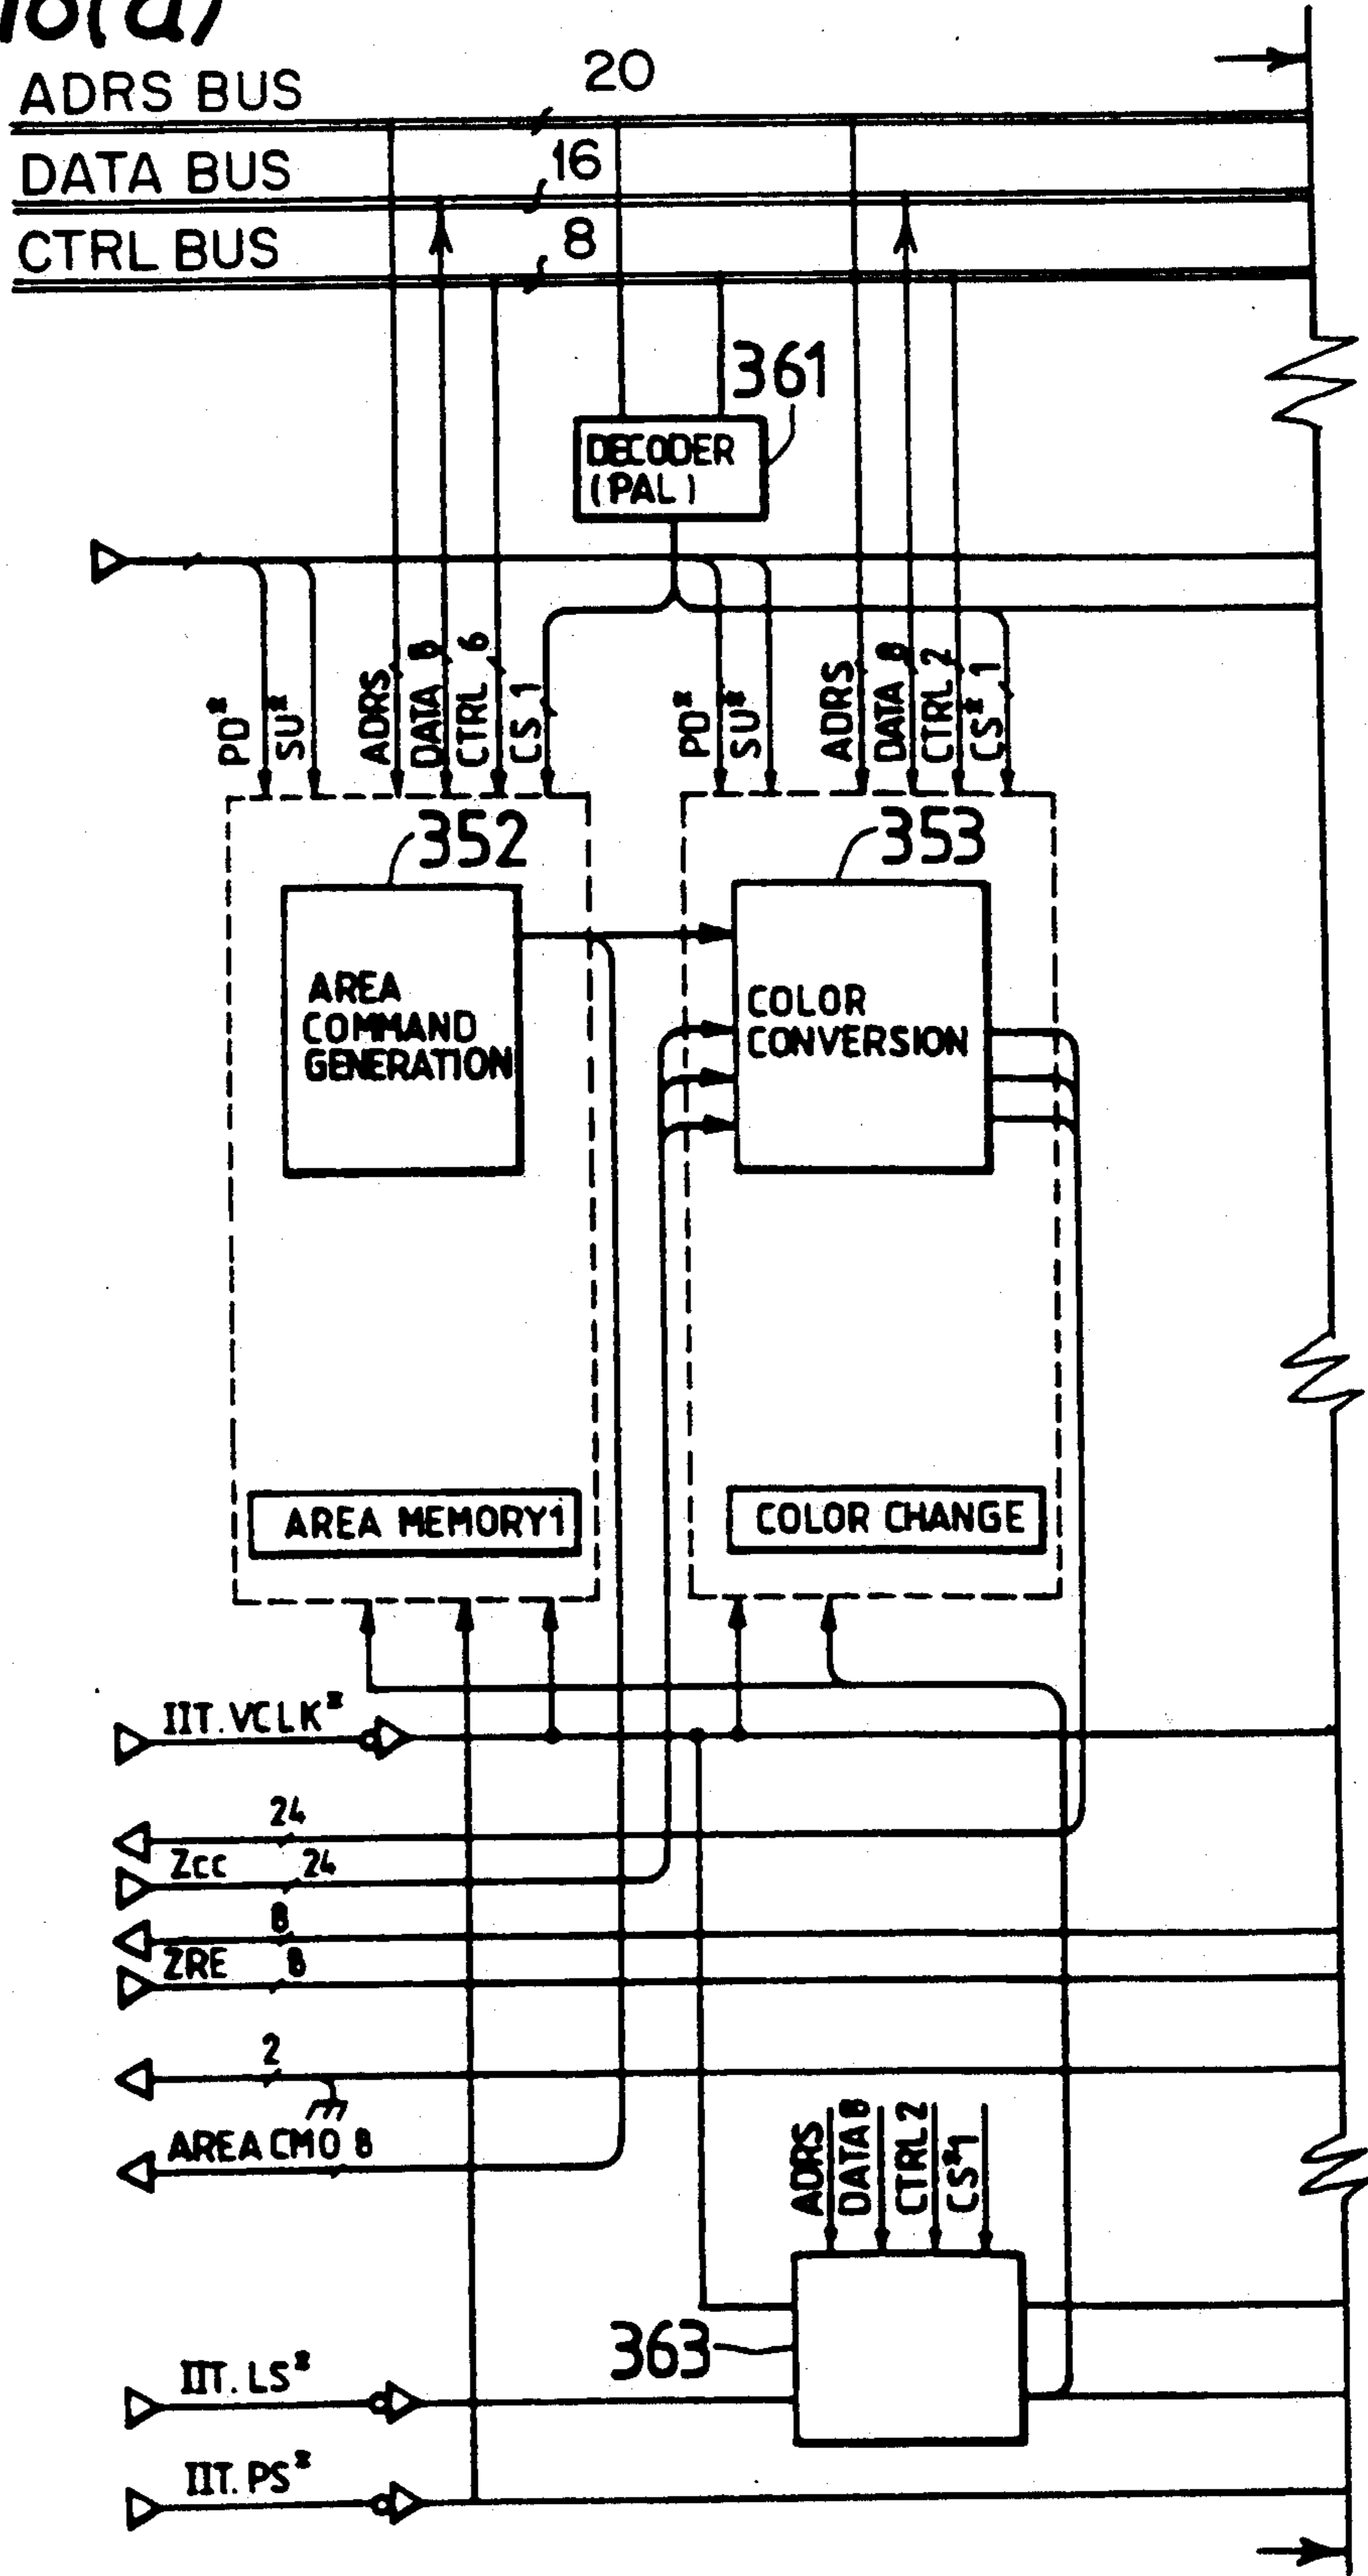 ADRS BUS 20
DATA BUS 16
CTRL BUS 8
361
DECODER
(PAL)
PD*
SU*
ADRS
DATA 8
CTRL 6
CS 1
PD*
SU*
ADRS
DATA 8
CTRL 2
CS* 1
352
353
AREA
COMMAND
GENERATION
COLOR
CONVERSION
AREA MEMORY1
COLOR CHANGE
IIT.VCLK*
24
Zcc 24
8
ZRE 8
2
AREA CMO 8
ADRS
DATA 8
CTRL 2
CS*1
363
IIT.LS*
IIT.PS*